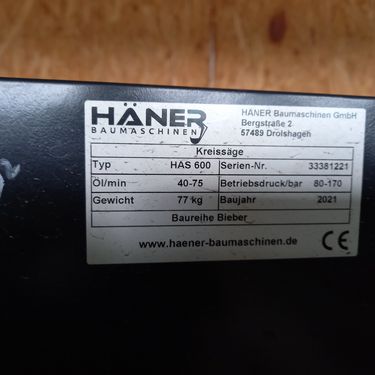 HÄNER
BAUMASCHINEN
HÄNER Baumaschinen GmbH
Bergstraße 2
57489 Drolshagen
Kreissäge
Typ HAS 600 Serien-Nr. 33381221
Öl/min 40-75 Betriebsdruck/bar 80-170
Gewicht 77 kg Baujahr 2021
Baureihe Bieber
www.haener-baumaschinen.de CE